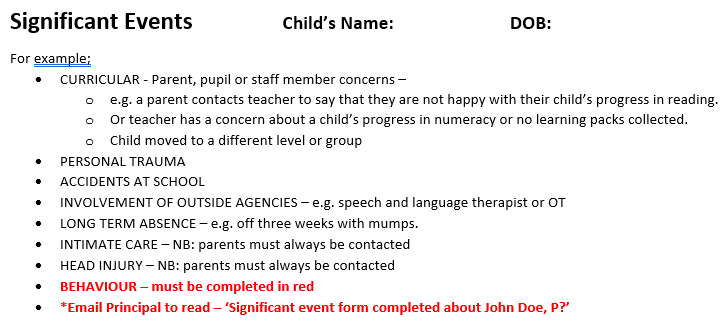 Significant Events Child’s Name: DOB:
For example;
• CURRICULAR - Parent, pupil or staff member concerns –
o e.g. a parent contacts teacher to say that they are not happy with their child’s progress in reading.
o Or teacher has a concern about a child’s progress in numeracy or no learning packs collected.
o Child moved to a different level or group
• PERSONAL TRAUMA
• ACCIDENTS AT SCHOOL
• INVOLVEMENT OF OUTSIDE AGENCIES – e.g. speech and language therapist or OT
• LONG TERM ABSENCE – e.g. off three weeks with mumps.
• INTIMATE CARE – NB: parents must always be contacted
• HEAD INJURY – NB: parents must always be contacted
• BEHAVIOUR – must be completed in red
• *Email Principal to read – ‘Significant event form completed about John Doe, P?’